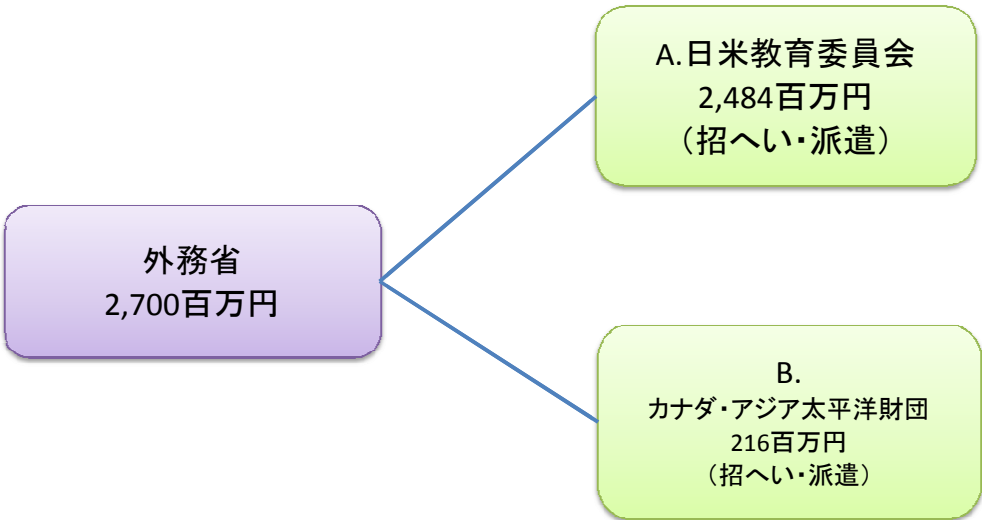 A.日米教育委員会
2,484百万円
（招へい・派遣）
外務省
2,700百万円
B.
カナダ・アジア太平洋財団
216百万円
（招へい・派遣）